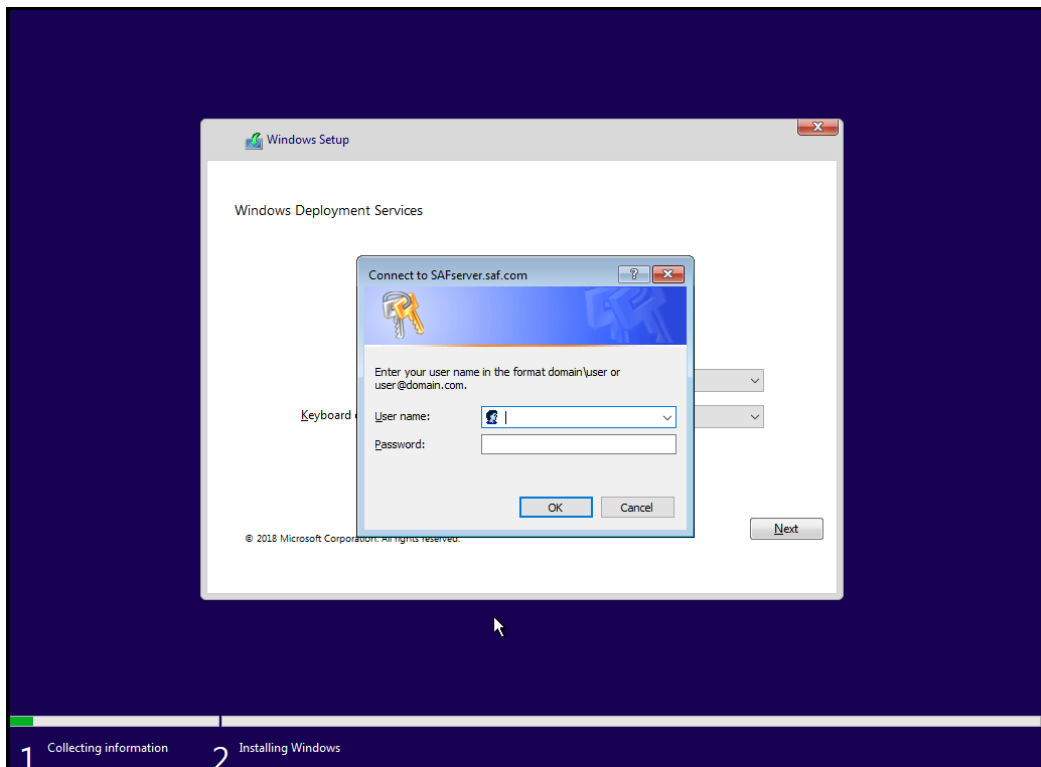 Windows Setup
Windows Deployment Services
Connect to SAFserver.saf.com
?
Enter your user name in the format domain\user or
user@domain.com.
Keyboard
User name:
Password:
OK Cancel
Next
© 2018 Microsoft Corporation. All rights reserved.
1 Collecting information 2 Installing Windows